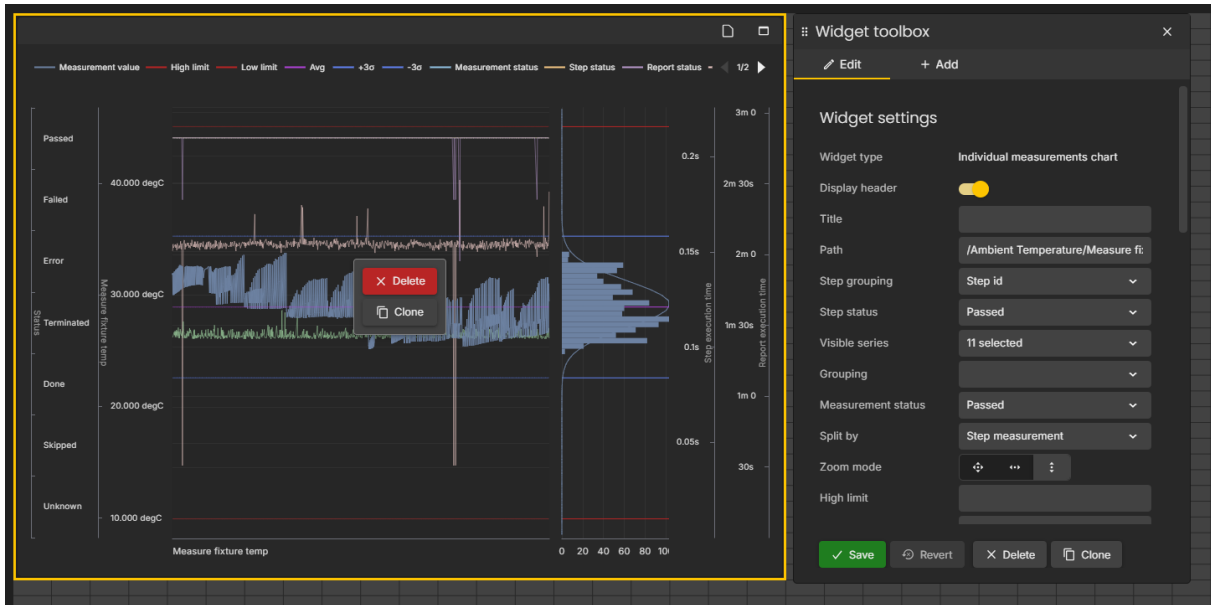 Measurement value High limit Low limit Avg +3σ -3σ Measurement status Step status Report status 1/2
Passed
Failed
Error
Terminated
Done
Skipped
Unknown
Status
40.000 degC
30.000 degC
20.000 degC
10.000 degC
Measure fixture temp
Measure fixture temp
Delete
Clone
0 20 40 60 80
0.2s
0.15s
0.1s
0.05s
Step execution time
3m 0
2m 30s
2m 0
1m 30s
1m 0
30s
Report execution time
Widget toolbox
Edit Add
Widget settings
Widget type Individual measurements chart
Display header
Title
Path /Ambient Temperature/Measure fi
Step grouping Step id
Step status Passed
Visible series 11 selected
Grouping
Measurement status Passed
Split by Step measurement
Zoom mode
High limit
Save Revert Delete Clone